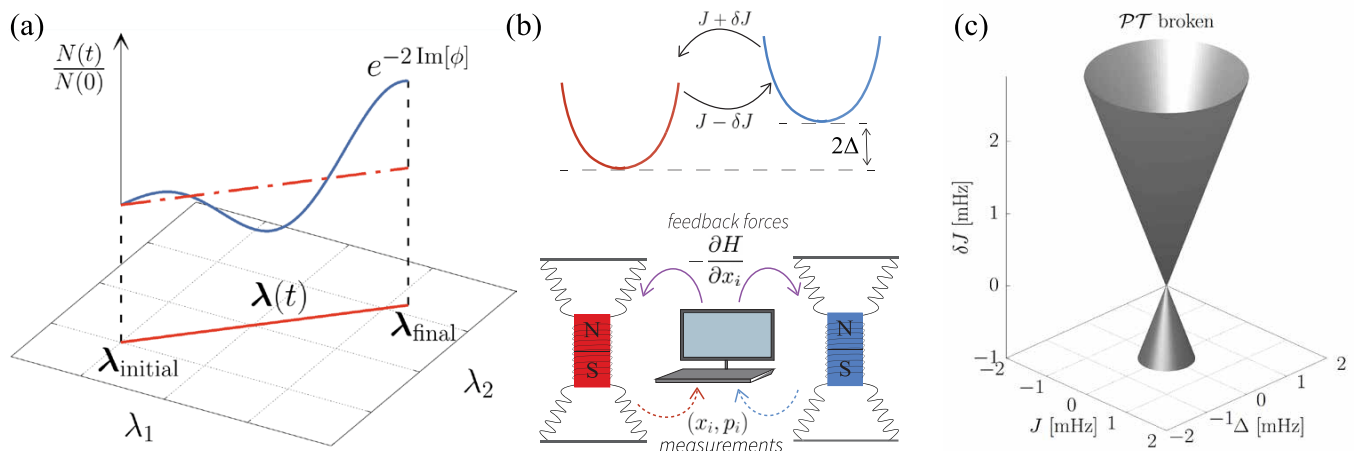 (a)
N(t)
N(0)
e^{-2 Im[ϕ]}
λ(t)
λ_initial
λ_final
λ_1
λ_2
(b)
J + δJ
J − δJ
2Δ
feedback forces
− ∂H
∂x_i
N
S
N
S
(x_i, p_i)
measurements
(c)
𝒫𝒯 broken
δJ [mHz]
2
1
0
−1
−2
−1
0
1
2
J [mHz]
−2
−1
Δ [mHz]
0
1
2